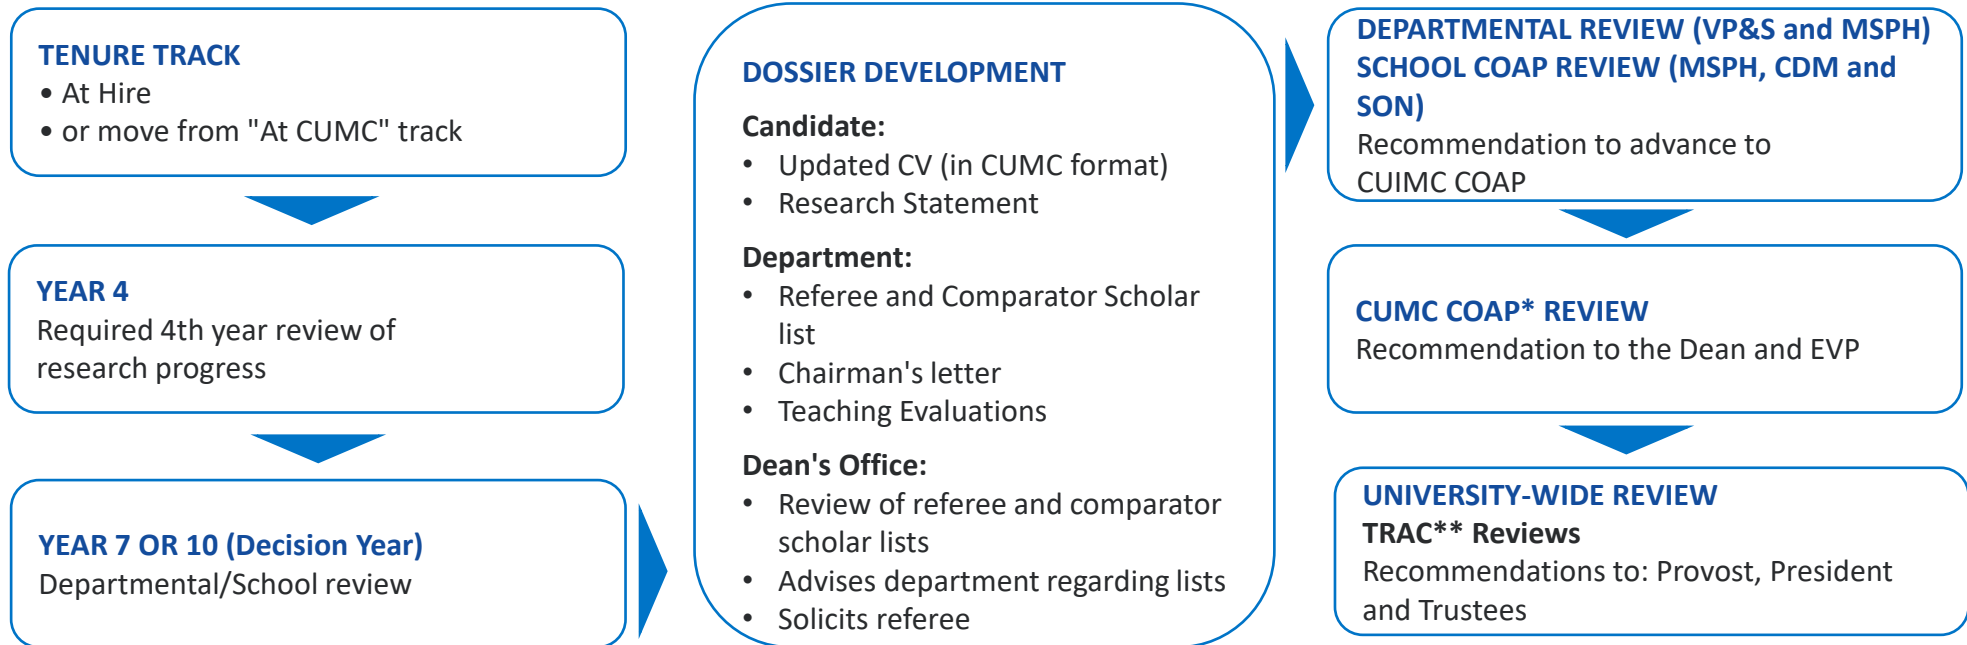 TENURE TRACK
• At Hire
• or move from "At CUMC" track
YEAR 4
Required 4th year review of
research progress
YEAR 7 OR 10 (Decision Year)
Departmental/School review
DOSSIER DEVELOPMENT
Candidate:
• Updated CV (in CUMC format)
• Research Statement
Department:
• Referee and Comparator Scholar
list
• Chairman's letter
• Teaching Evaluations
Dean's Office:
• Review of referee and comparator
scholar lists
• Advises department regarding lists
• Solicits referee
DEPARTMENTAL REVIEW (VP&S and MSPH)
SCHOOL COAP REVIEW (MSPH, CDM and
SON)
Recommendation to advance to
CUIMC COAP
CUMC COAP* REVIEW
Recommendation to the Dean and EVP
UNIVERSITY-WIDE REVIEW
TRAC** Reviews
Recommendations to: Provost, President
and Trustees